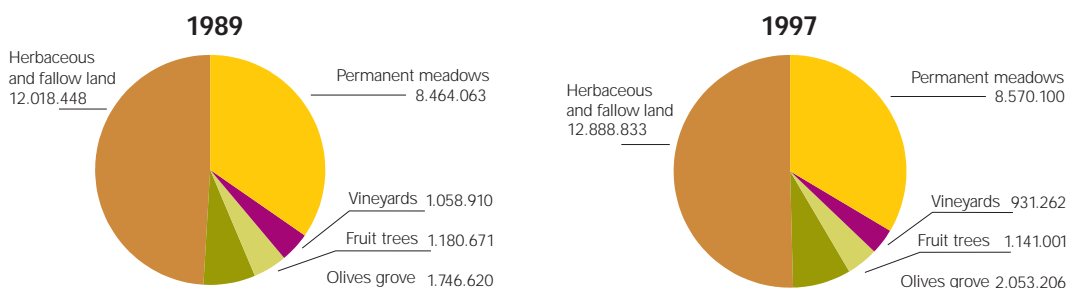 1989
Herbaceous
and fallow land
12.018.448
Permanent meadows
8.464.063
Vineyards 1.058.910
Fruit trees 1.180.671
Olives grove 1.746.620
1997
Herbaceous
and fallow land
12.888.833
Permanent meadows
8.570.100
Vineyards 931.262
Fruit trees 1.141.001
Olives grove 2.053.206